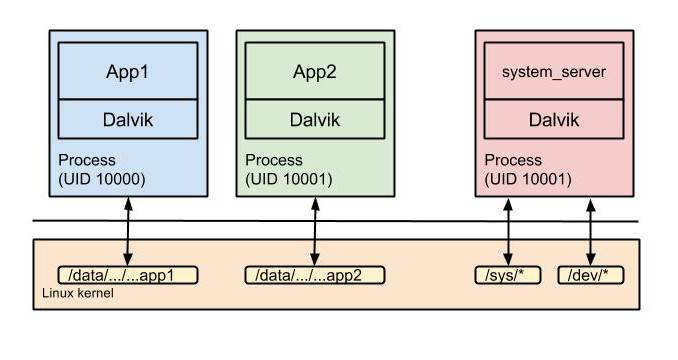 App1
Dalvik
Process
(UID 10000)
App2
Dalvik
Process
(UID 10001)
system_server
Dalvik
Process
(UID 10001)
/data/.../...app1
/data/.../...app2
/sys/*
/dev/*
Linux kernel